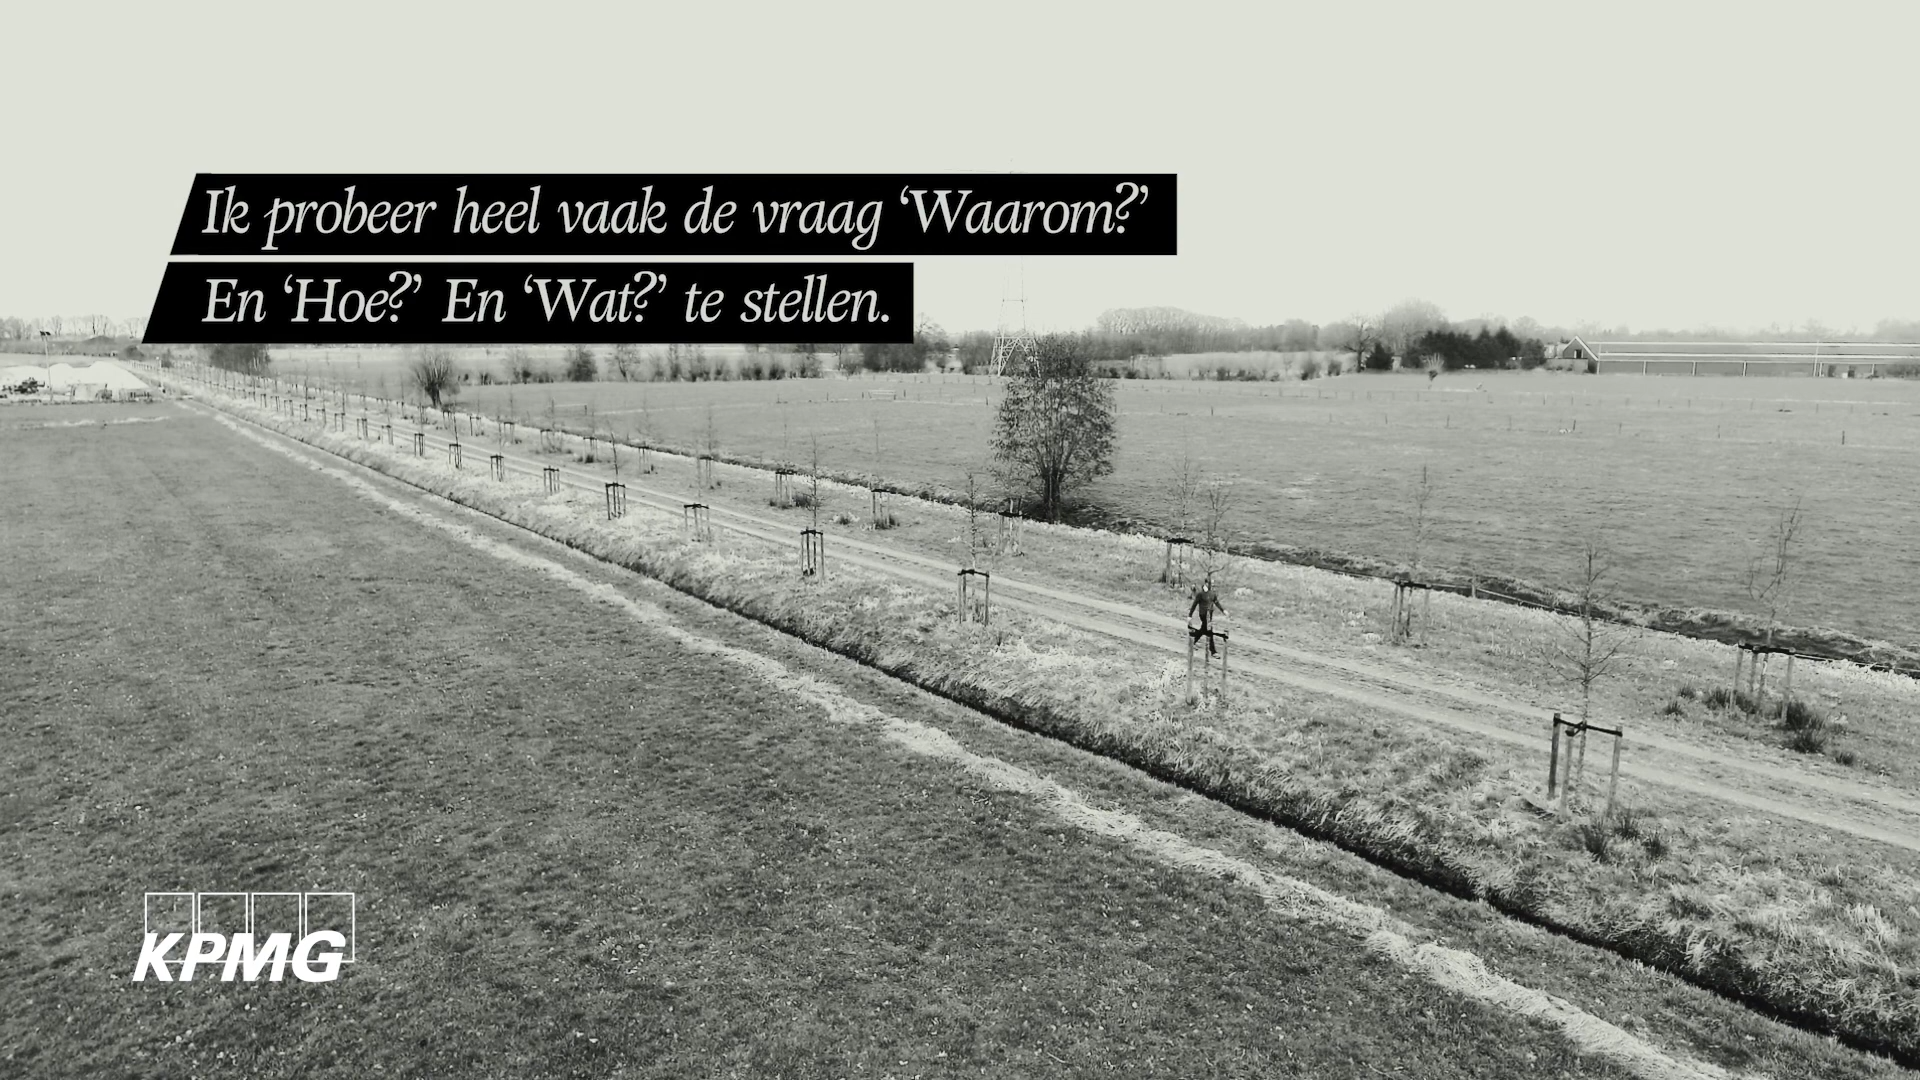 Ik probeer heel vaak de vraag ‘Waarom?’
En ‘Hoe?’ En ‘Wat?’ te stellen.
KPMG